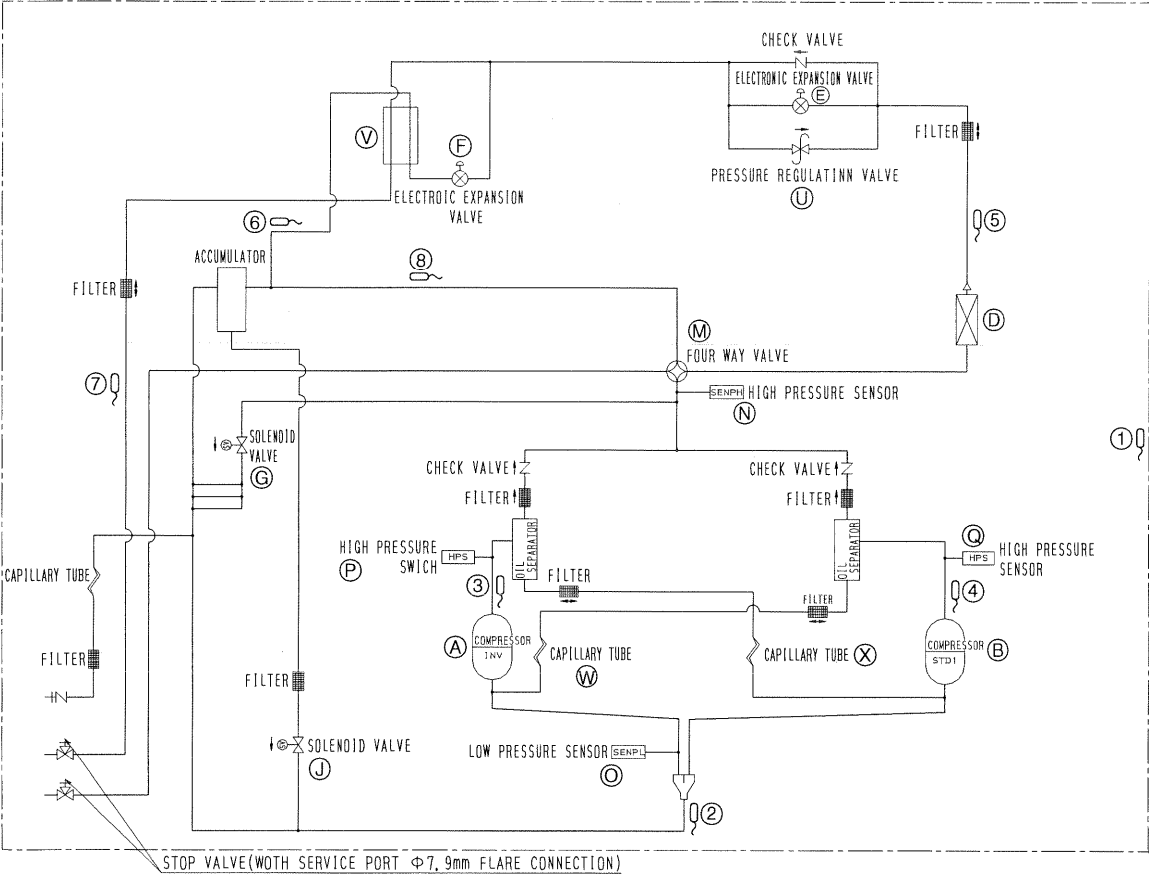 CHECK VALVE
ELECTRONIC EXPANSION VALVE
E
FILTER
V
F
PRESSURE REGULATINN VALVE
U
ELECTROIC EXPANSION
VALVE
6
5
ACCUMULATOR
8
FILTER
D
M
FOUR WAY VALVE
7
SENPH
HIGH PRESSURE SENSOR
N
SOLENOID
VALVE
G
1
CHECK VALVE
CHECK VALVE
FILTER
FILTER
OIL
SEPARATOR
OIL
SEPARATOR
HIGH PRESSURE
SWICH
HPS
P
Q
HPS
HIGH PRESSURE
SENSOR
CAPILLARY TUBE
3
FILTER
FILTER
4
A
COMPRESSOR
INV
CAPILLARY TUBE
W
CAPILLARY TUBE
X
COMPRESSOR
STD1
B
FILTER
FILTER
SOLENOID VALVE
J
LOW PRESSURE SENSOR
SENPL
O
2
STOP VALVE(WOTH SERVICE PORT Φ7,9mm FLARE CONNECTION)